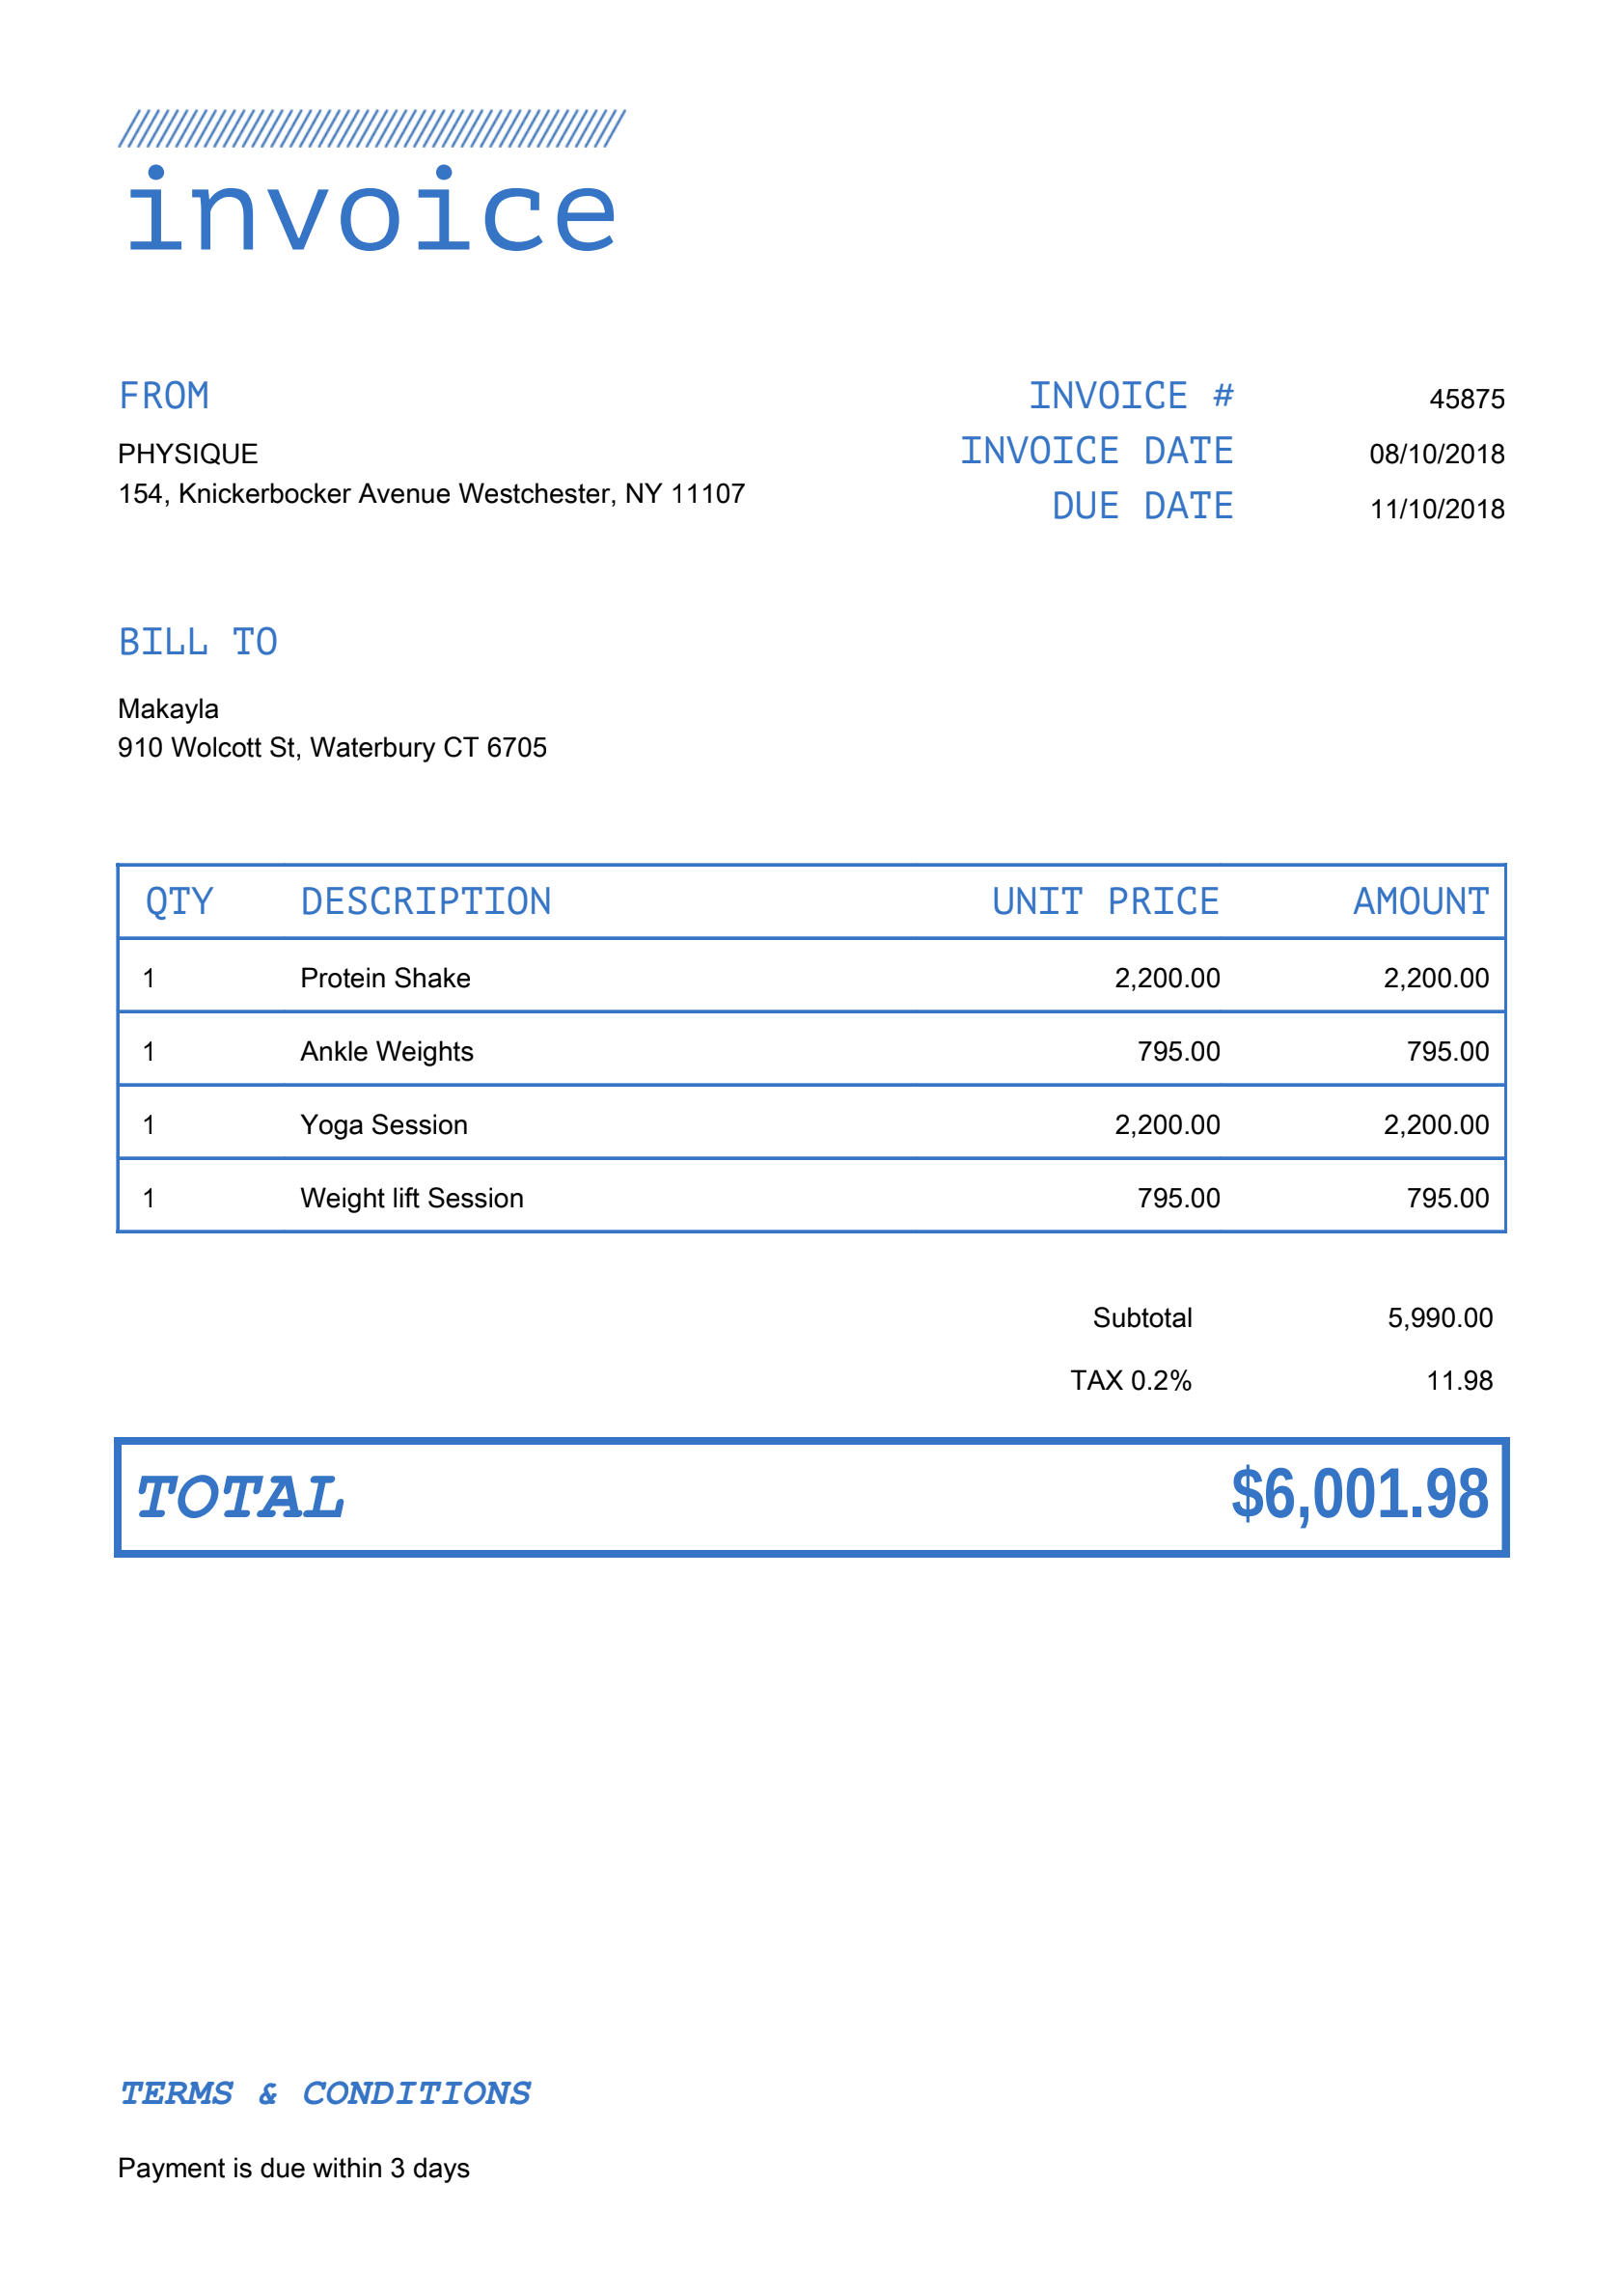 invoice
FROM
PHYSIQUE
154, Knickerbocker Avenue Westchester, NY 11107
INVOICE # 45875
INVOICE DATE 08/10/2018
DUE DATE 11/10/2018
BILL TO
Makayla
910 Wolcott St, Waterbury CT 6705
QTY DESCRIPTION UNIT PRICE AMOUNT
1 Protein Shake 2,200.00 2,200.00
1 Ankle Weights 795.00 795.00
1 Yoga Session 2,200.00 2,200.00
1 Weight lift Session 795.00 795.00
Subtotal 5,990.00
TAX 0.2% 11.98
TOTAL $6,001.98
TERMS & CONDITIONS
Payment is due within 3 days